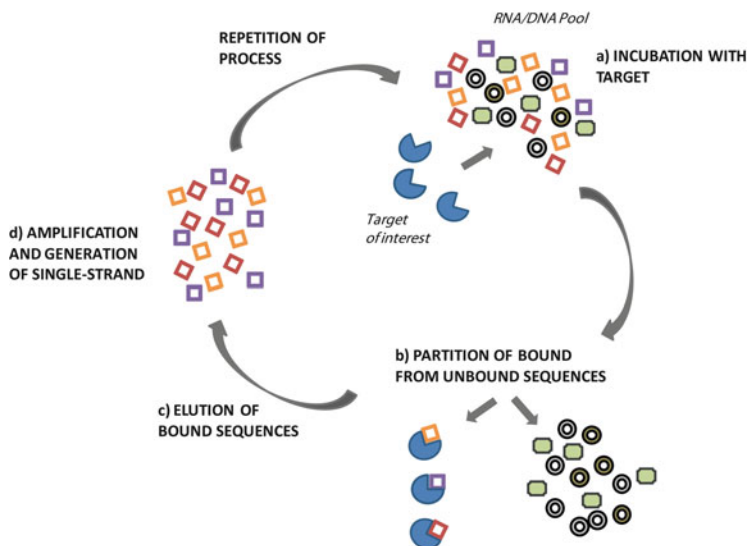 RNA/DNA Pool
a) INCUBATION WITH
TARGET
REPETITION OF
PROCESS
Target
of interest
d) AMPLIFICATION
AND GENERATION
OF SINGLE-STRAND
b) PARTITION OF BOUND
FROM UNBOUND SEQUENCES
c) ELUTION OF
BOUND SEQUENCES